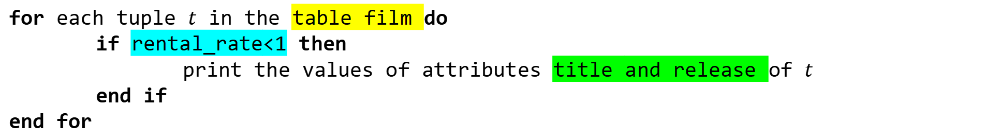 for each tuple t in the table film do
if rental_rate<1 then
print the values of attributes title and release of t
end if
end for